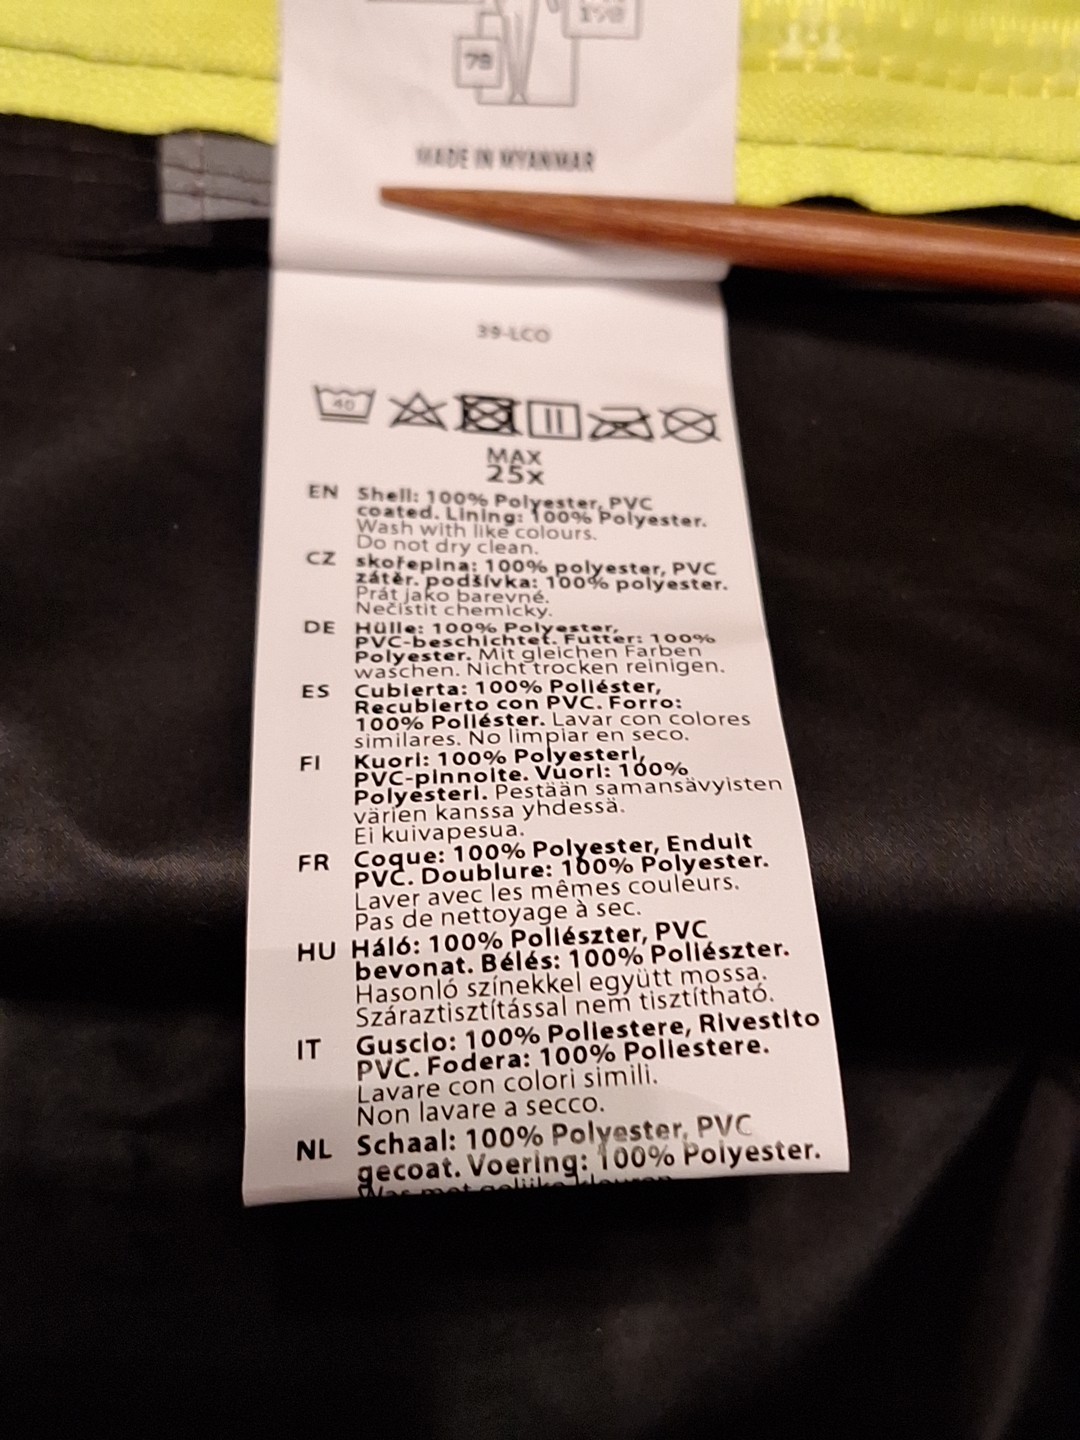 78
MADE IN MYANMAR
39-LCO
40
MAX
25x
EN Shell: 100% Polyester, PVC
coated. Lining: 100% Polyester.
Wash with like colours.
Do not dry clean.
CZ skořepina: 100% polyester, PVC
zátěr. podšívka: 100% polyester.
Prát jako barevné.
Nečistit chemicky.
DE Hülle: 100% Polyester,
PVC-beschichtet. Futter: 100%
Polyester. Mit gleichen Farben
waschen. Nicht trocken reinigen.
ES Cubierta: 100% Poliéster,
Recubierto con PVC. Forro:
100% Poliéster. Lavar con colores
similares. No limpiar en seco.
FI Kuori: 100% Polyesteri,
PVC-pinnoite. Vuori: 100%
Polyesteri. Pestään samansävyisten
värien kanssa yhdessä.
Ei kuivapesua.
FR Coque: 100% Polyester, Enduit
PVC. Doublure: 100% Polyester.
Laver avec les mêmes couleurs.
Pas de nettoyage à sec.
HU Háló: 100% Poliészter, PVC
bevonat. Bélés: 100% Poliészter.
Hasonló színekkel együtt mossa.
Száraztisztítással nem tisztítható.
IT Guscio: 100% Poliestere, Rivestito
PVC. Fodera: 100% Poliestere.
Lavare con colori simili.
Non lavare a secco.
NL Schaal: 100% Polyester, PVC
gecoat. Voering: 100% Polyester.
Was met gelijke kleuren